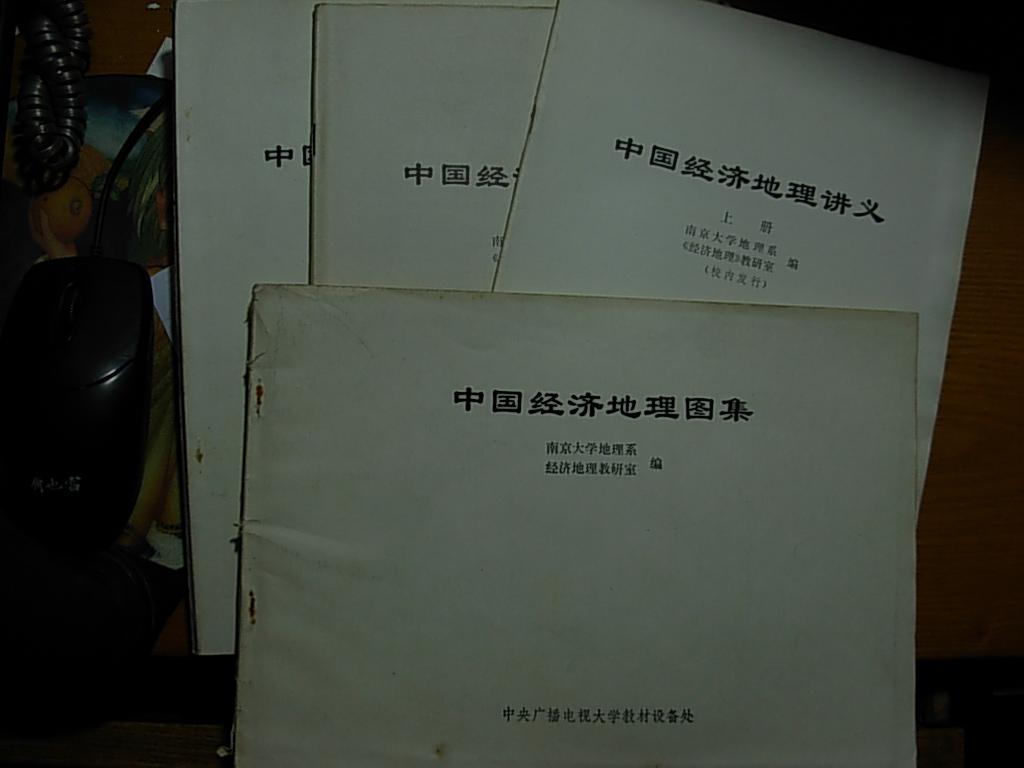 中国
中国经
南
中国经济地理讲义
上 册
南京大学地理系
《经济地理》教研室 编
(校内发行)
中国经济地理图集
南京大学地理系
经济地理教研室 编
中央广播电视大学教材设备处